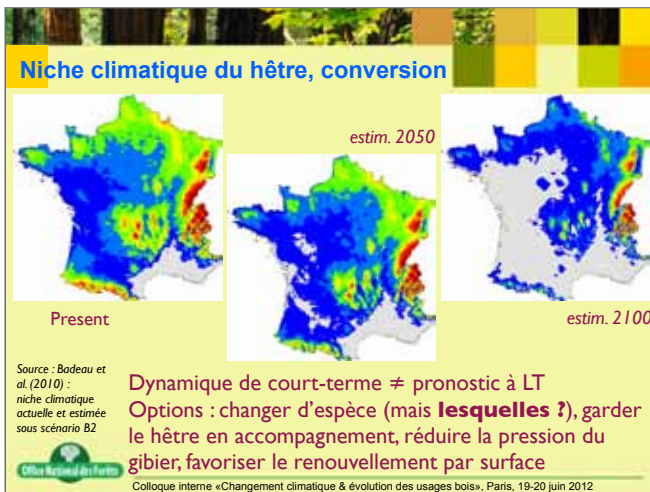 Niche climatique du hêtre, conversion
estim. 2050
Present
estim. 2100
Source : Badeau et
al. (2010) :
niche climatique
actuelle et estimée
sous scénario B2
Dynamique de court-terme ≠ pronostic à LT
Options : changer d'espèce (mais lesquelles ?), garder
le hêtre en accompagnement, réduire la pression du
gibier, favoriser le renouvellement par surface
Office National des Forêts
Colloque interne «Changement climatique & évolution des usages bois», Paris, 19-20 juin 2012